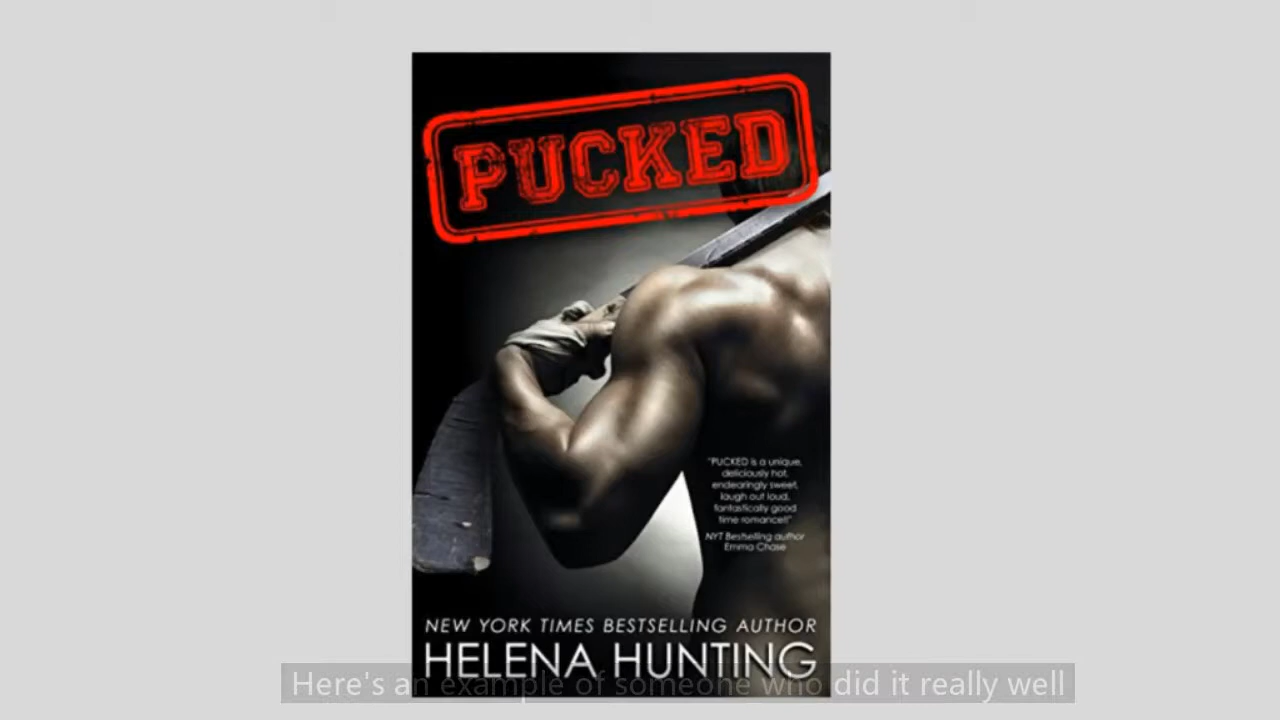 PUCKED
"PUCKED is a unique,
deliciously hot,
endearingly sweet,
laugh out loud,
fantastically good
time romance!!"
NYT Bestselling author
Emma Chase
NEW YORK TIMES BESTSELLING AUTHOR
HELENA HUNTING
Here's an example of someone who did it really well